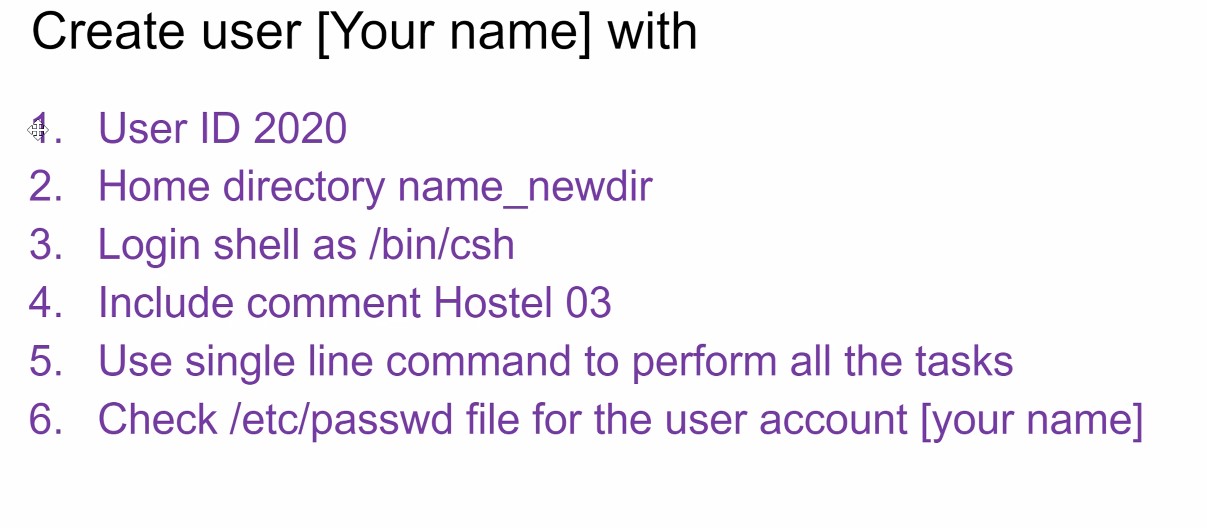 Create user [Your name] with
1. User ID 2020
2. Home directory name_newdir
3. Login shell as /bin/csh
4. Include comment Hostel 03
5. Use single line command to perform all the tasks
6. Check /etc/passwd file for the user account [your name]